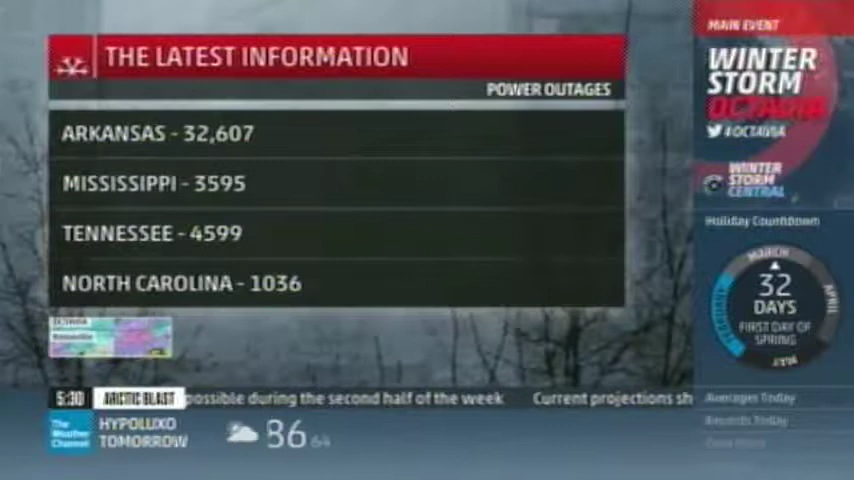 THE LATEST INFORMATION
POWER OUTAGES
ARKANSAS - 32,607
MISSISSIPPI - 3595
TENNESSEE - 4599
NORTH CAROLINA - 1036
5:30
ARCTIC BLAST
possible during the second half of the week
Current projections sh
The
Weather
Channel
HYPOLUXO
TOMORROW
86
64
MAIN EVENT
WINTER
STORM
OCTAVIA
#OCTAVIA
WINTER
STORM
CENTRAL
Holiday Countdown
MARCH
FEBRUARY
APRIL
32
DAYS
FIRST DAY OF
SPRING
MAY
Averages Today
Records Today